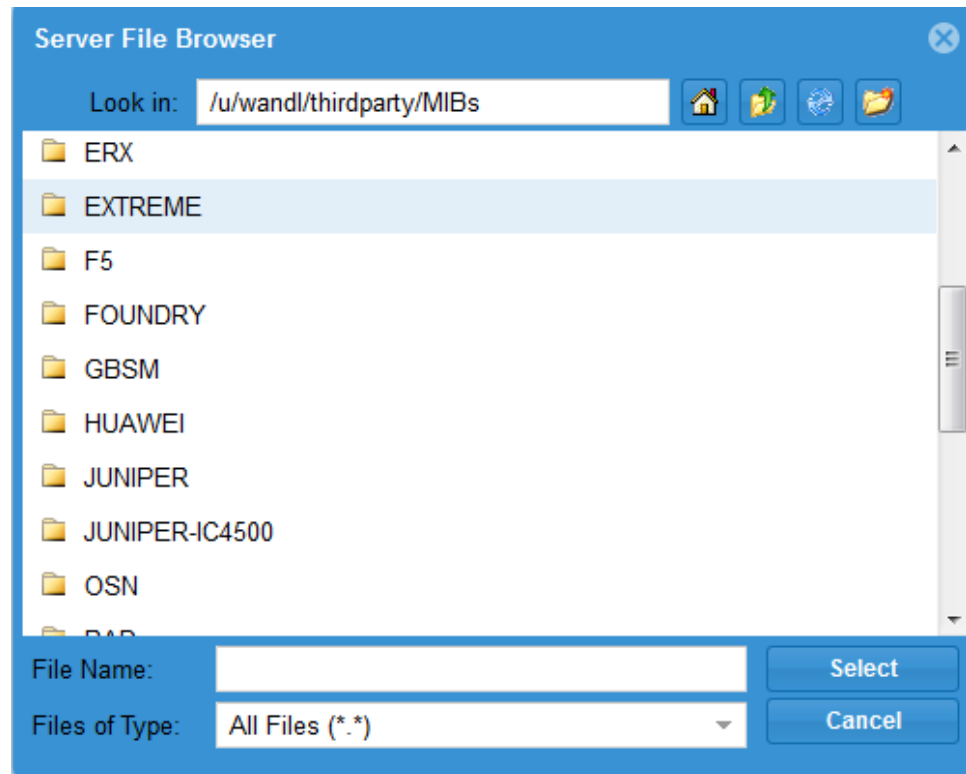 Server File Browser
Look in: /u/wandl/thirdparty/MIBs
ERX
EXTREME
F5
FOUNDRY
GBSM
HUAWEI
JUNIPER
JUNIPER-IC4500
OSN
File Name: Select
Files of Type: All Files (*.*) Cancel